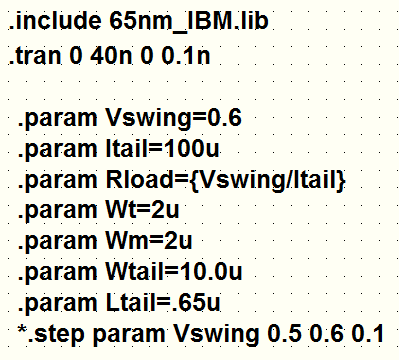 .include 65nm_IBM.lib
.tran 0 40n 0 0.1n
.param Vswing=0.6
.param Itail=100u
.param Rload={Vswing/Itail}
.param Wt=2u
.param Wm=2u
.param Wtail=10.0u
.param Ltail=.65u
*.step param Vswing 0.5 0.6 0.1